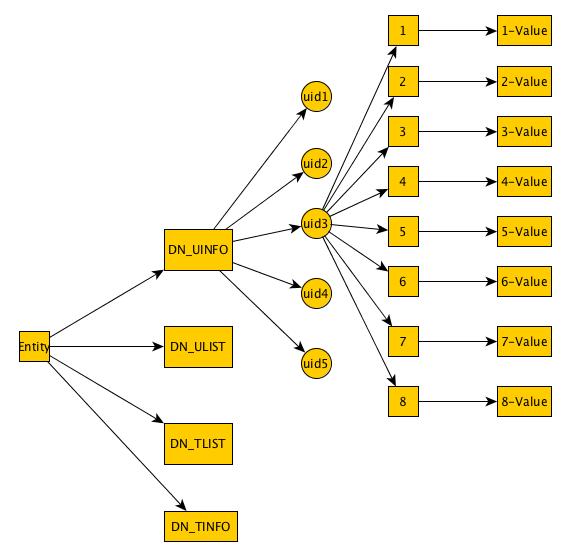 1
1-Value
2
2-Value
uid1
3
3-Value
uid2
4
4-Value
uid3
5
5-Value
DN_UINFO
6
6-Value
uid4
7
7-Value
Entity
DN_ULIST
uid5
8
8-Value
DN_TLIST
DN_TINFO